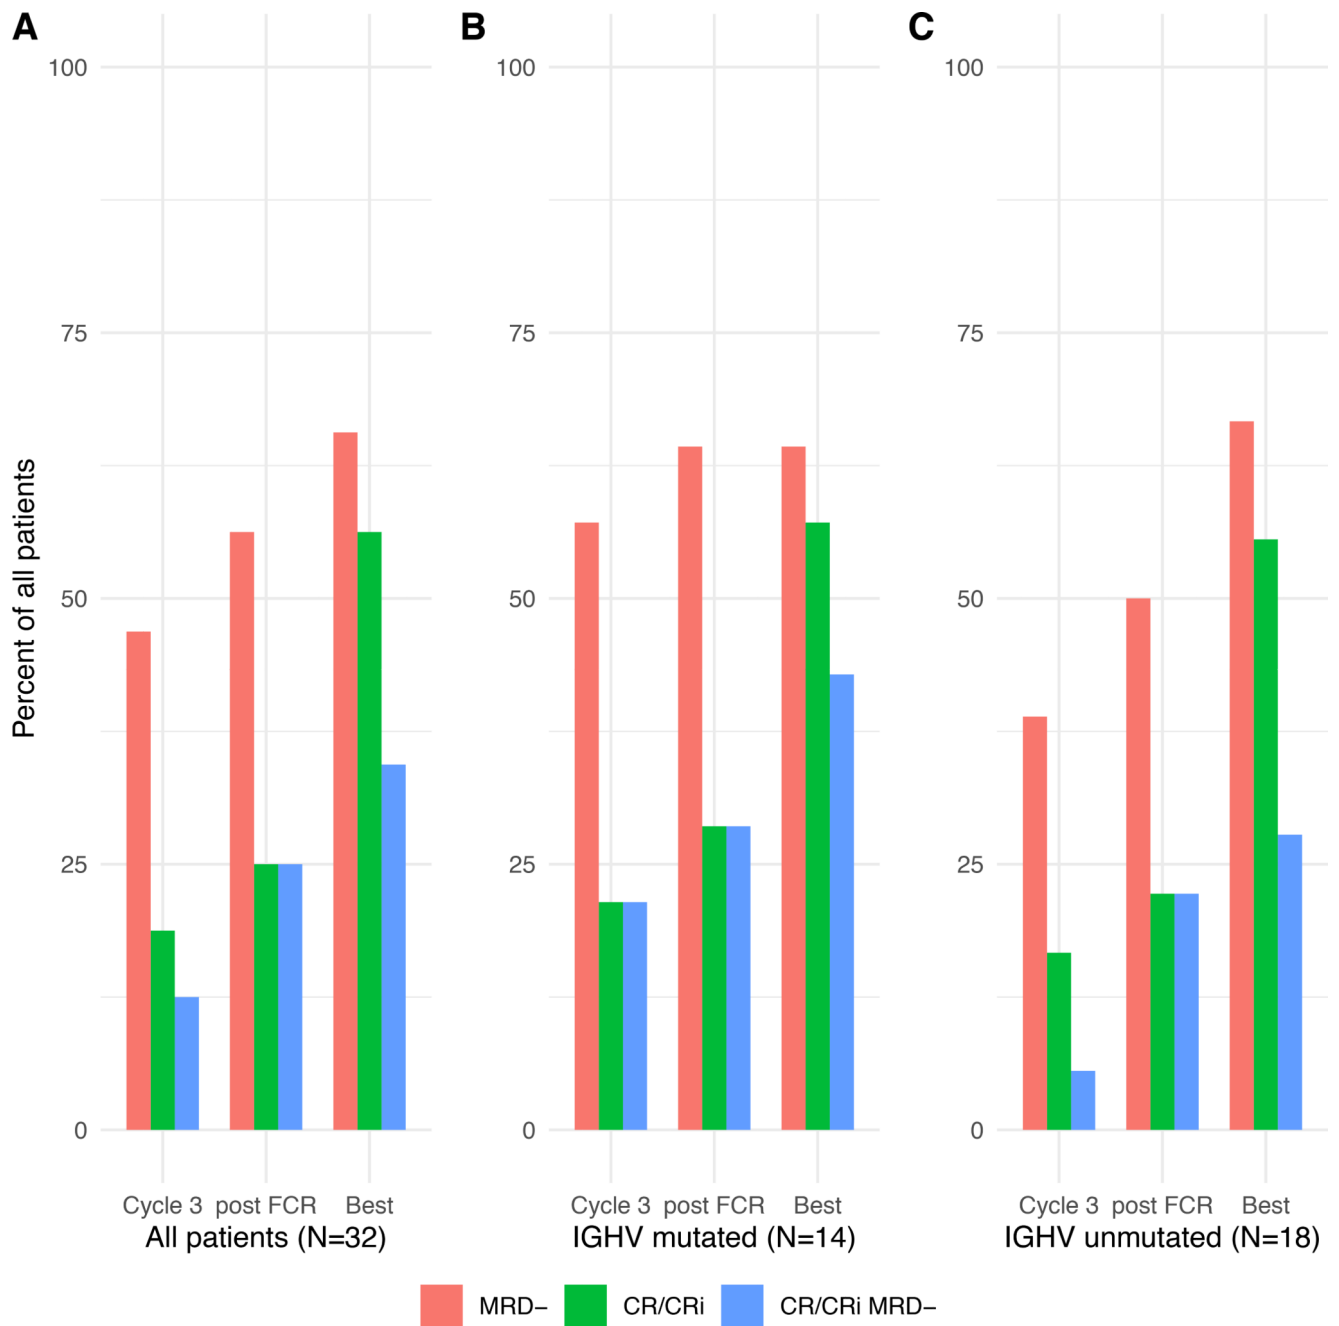 A
B
C
Percent of all patients
100
75
50
25
0
100
75
50
25
0
100
75
50
25
0
Cycle 3 post FCR Best
All patients (N=32)
Cycle 3 post FCR Best
IGHV mutated (N=14)
Cycle 3 post FCR Best
IGHV unmutated (N=18)
MRD− CR/CRi CR/CRi MRD−